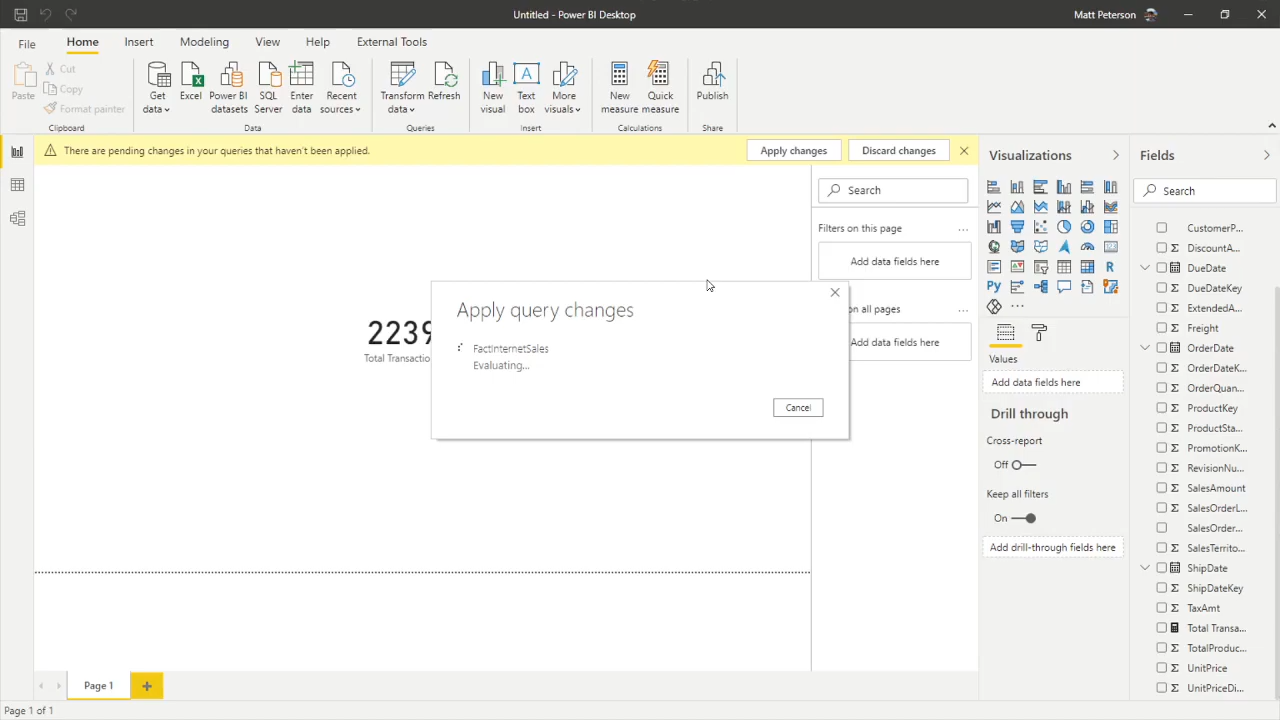 Untitled - Power BI Desktop
Matt Peterson
File
Home
Insert
Modeling
View
Help
External Tools
Paste
Cut
Copy
Format painter
Clipboard
Get data
Excel
Power BI datasets
SQL Server
Enter data
Recent sources
Data
Transform data
Refresh
Queries
New visual
Text box
More visuals
Insert
New measure
Quick measure
Calculations
Publish
Share
There are pending changes in your queries that haven't been applied.
Apply changes
Discard changes
Search
Filters on this page
...
Add data fields here
on all pages
...
Add data fields here
2239
Total Transactio
Apply query changes
FactInternetSales
Evaluating...
Cancel
Visualizations
R
Py
...
Values
Add data fields here
Drill through
Cross-report
Off
Keep all filters
On
Add drill-through fields here
Fields
Search
CustomerP...
Σ DiscountA...
DueDate
Σ DueDateKey
Σ ExtendedA...
Σ Freight
OrderDate
Σ OrderDateK...
Σ OrderQuan...
Σ ProductKey
Σ ProductSta...
Σ PromotionK...
Σ RevisionNu...
Σ SalesAmount
Σ SalesOrderL...
SalesOrder...
Σ SalesTerrito...
ShipDate
Σ ShipDateKey
Σ TaxAmt
Total Transa...
Σ TotalProduc...
Σ UnitPrice
Σ UnitPriceDi...
Page 1
Page 1 of 1